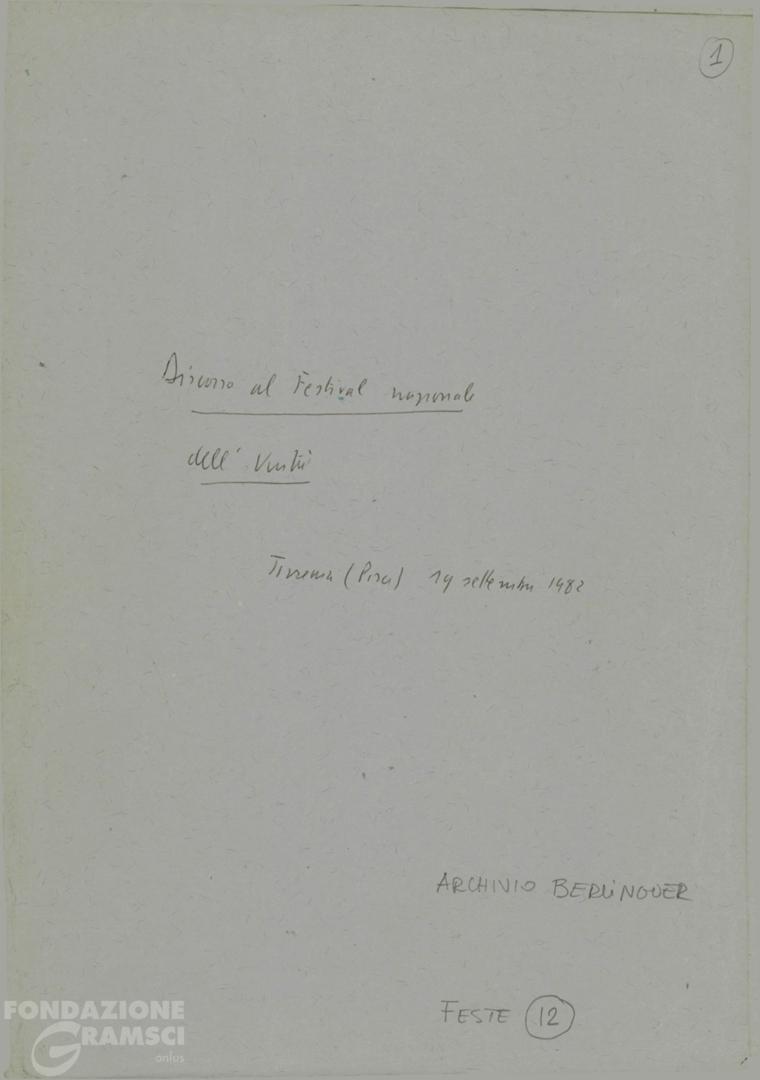 1
Discorso al Festival nazionale
dell'Unità
Tirrenia (Pisa) 19 settembre 1982
ARCHIVIO BERLINGUER
FESTE 12
FONDAZIONE
GRAMSCI
onlus